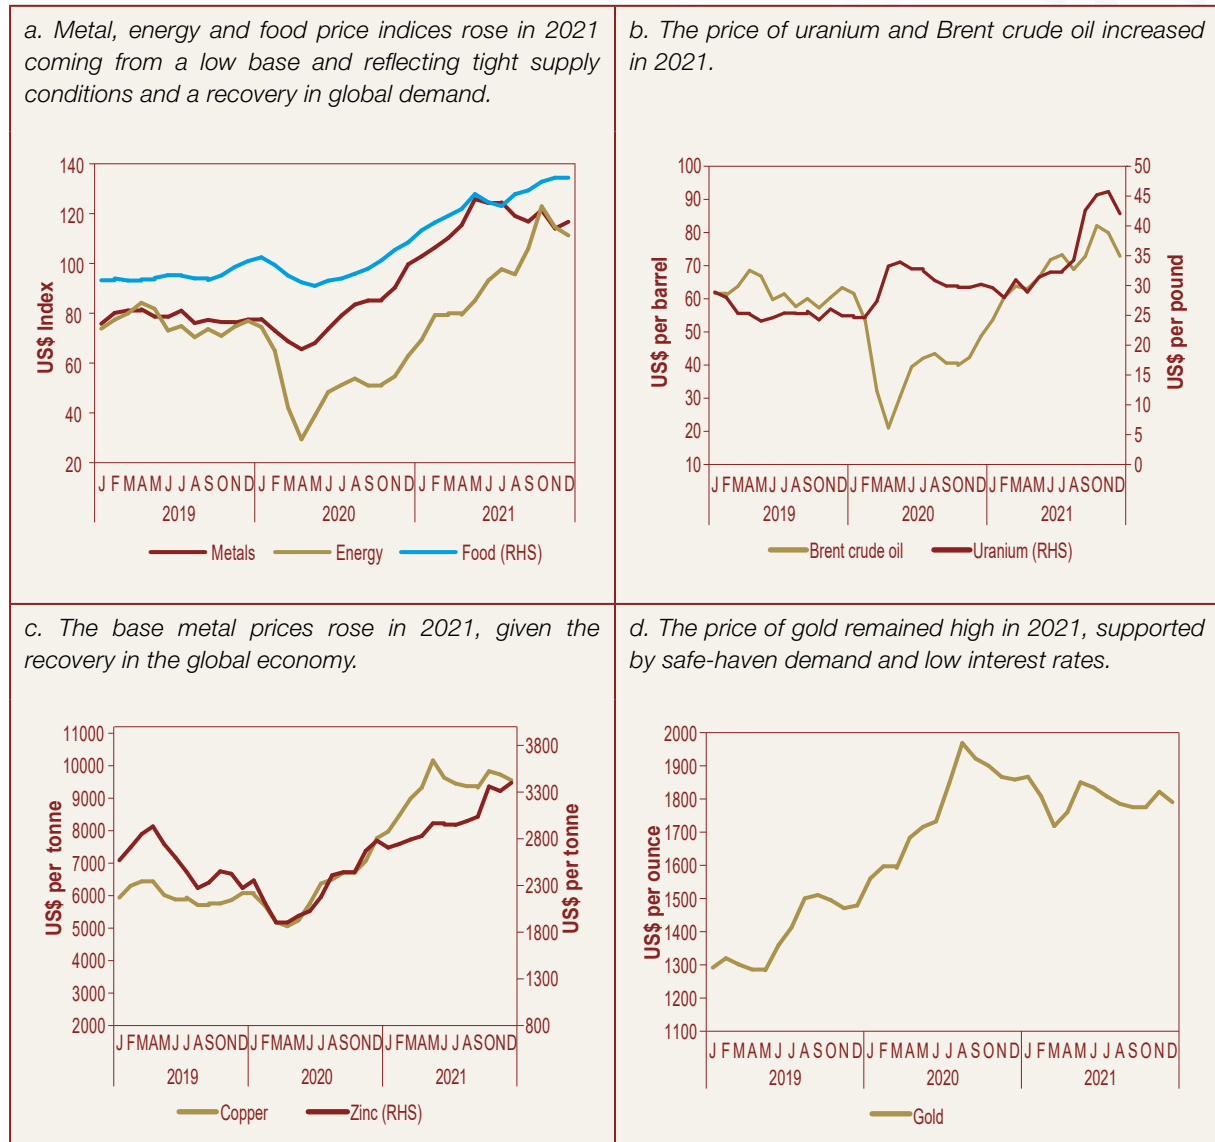 a. Metal, energy and food price indices rose in 2021
coming from a low base and reflecting tight supply
conditions and a recovery in global demand.
140
120
100
80
60
40
20
US$ Index
J F M A M J J A S O N D J F M A M J J A S O N D J F M A M J J A S O N D
2019 2020 2021
Metals Energy Food (RHS)
b. The price of uranium and Brent crude oil increased
in 2021.
100
90
80
70
60
50
40
30
20
10
US$ per barrel
50
45
40
35
30
25
20
15
10
5
0
US$ per pound
J F M A M J J A S O N D J F M A M J J A S O N D J F M A M J J A S O N D
2019 2020 2021
Brent crude oil Uranium (RHS)
c. The base metal prices rose in 2021, given the
recovery in the global economy.
11000
10000
9000
8000
7000
6000
5000
4000
3000
2000
US$ per tonne
3800
3300
2800
2300
1800
1300
800
US$ per tonne
J F M A M J J A S O N D J F M A M J J A S O N D J F M A M J J A S O N D
2019 2020 2021
Copper Zinc (RHS)
d. The price of gold remained high in 2021, supported
by safe-haven demand and low interest rates.
2000
1900
1800
1700
1600
1500
1400
1300
1200
1100
US$ per ounce
J F M A M J J A S O N D J F M A M J J A S O N D J F M A M J J A S O N D
2019 2020 2021
Gold